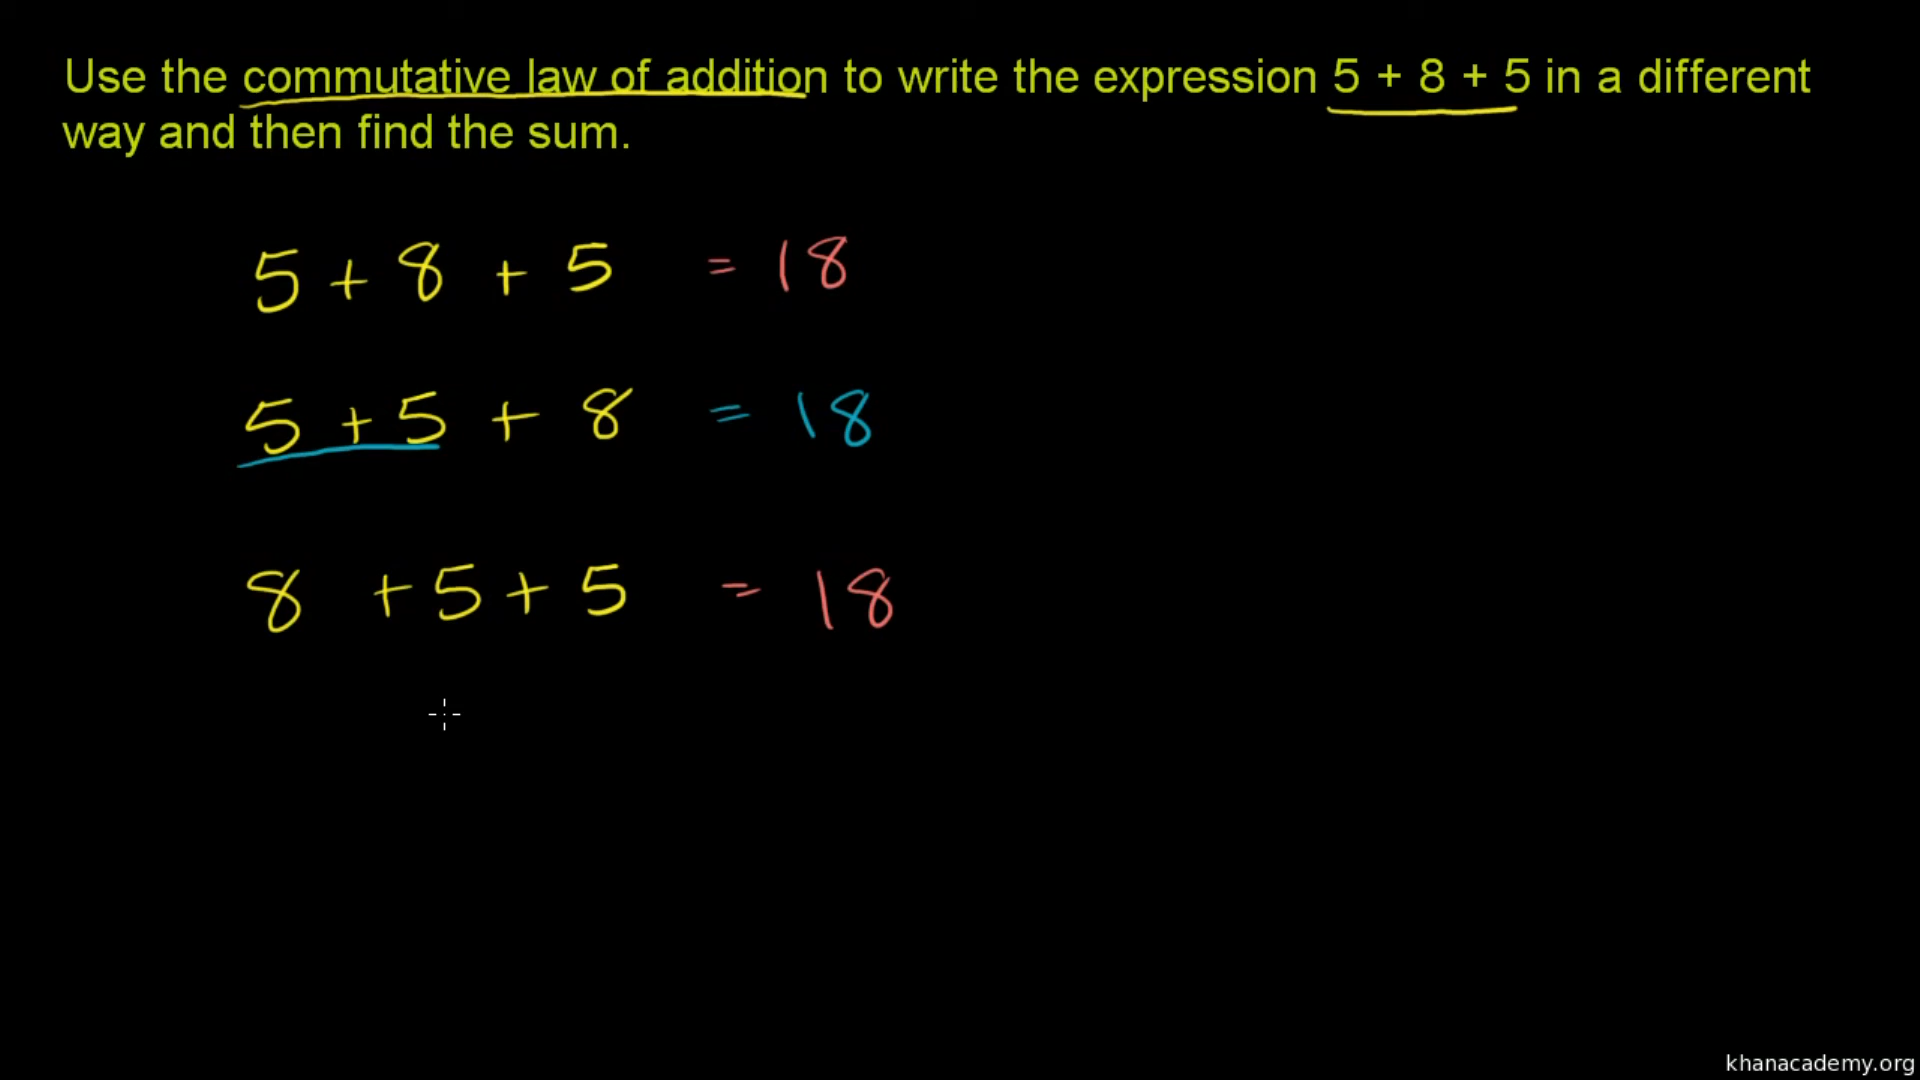 Use the commutative law of addition to write the expression 5 + 8 + 5 in a different
way and then find the sum.
5 + 8 + 5 = 18
5 + 5 + 8 = 18
8 + 5 + 5 = 18
khanacademy.org